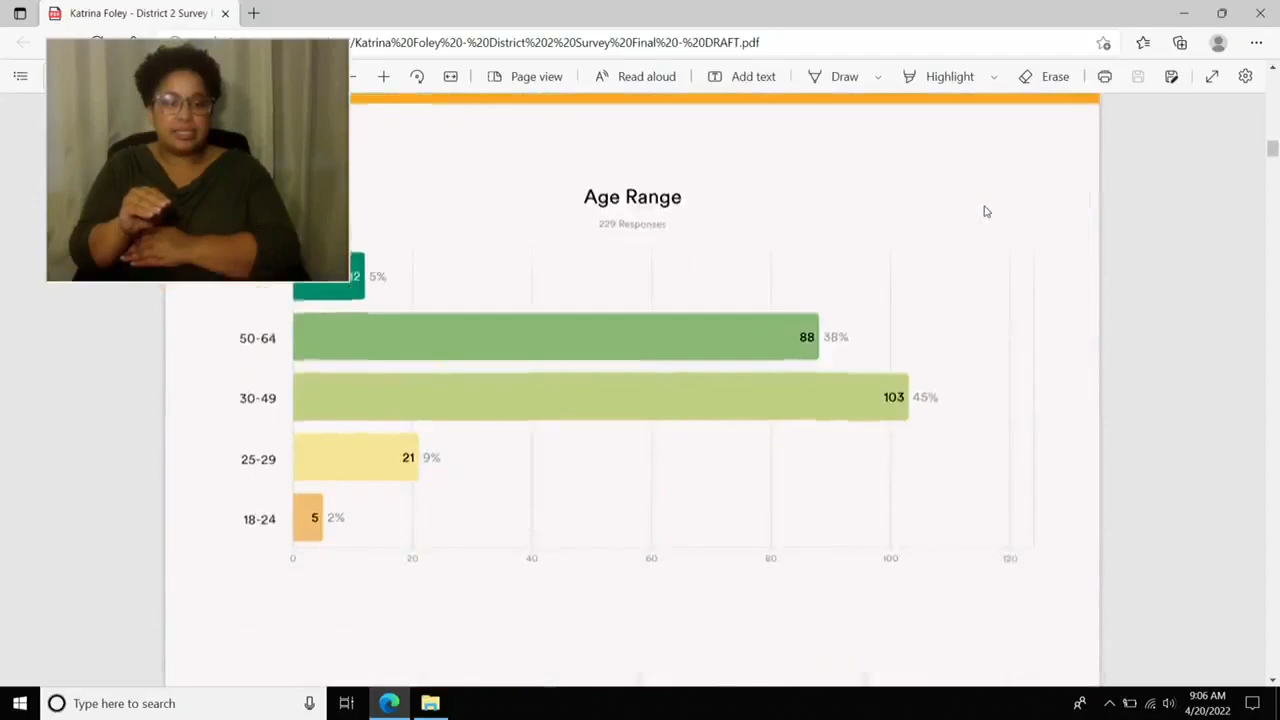 Katrina Foley - District 2 Survey
/Katrina%20Foley%20-%20District%202%20Survey%20Final%20-%20DRAFT.pdf
Page view
Read aloud
Add text
Draw
Highlight
Erase
Age Range
229 Responses
12 5%
50-64 88 38%
30-49 103 45%
25-29 21 9%
18-24 5 2%
0 20 40 60 80 100 120
Type here to search
9:06 AM
4/20/2022